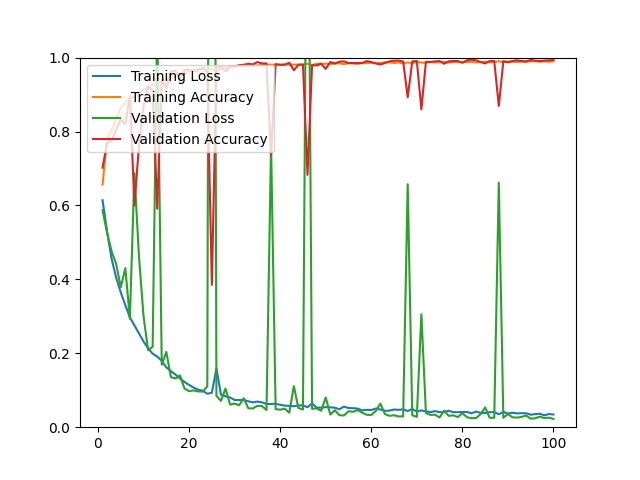 1.0
0.8
0.6
0.4
0.2
0.0
Training Loss
Training Accuracy
Validation Loss
Validation Accuracy
0 20 40 60 80 100